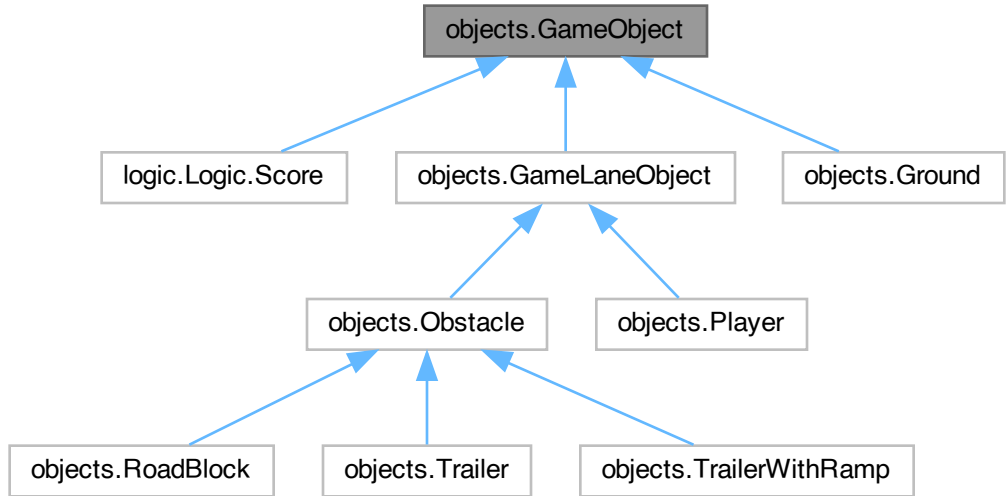 objects.GameObject
logic.Logic.Score
objects.GameLaneObject
objects.Ground
objects.Obstacle
objects.Player
objects.RoadBlock
objects.Trailer
objects.TrailerWithRamp